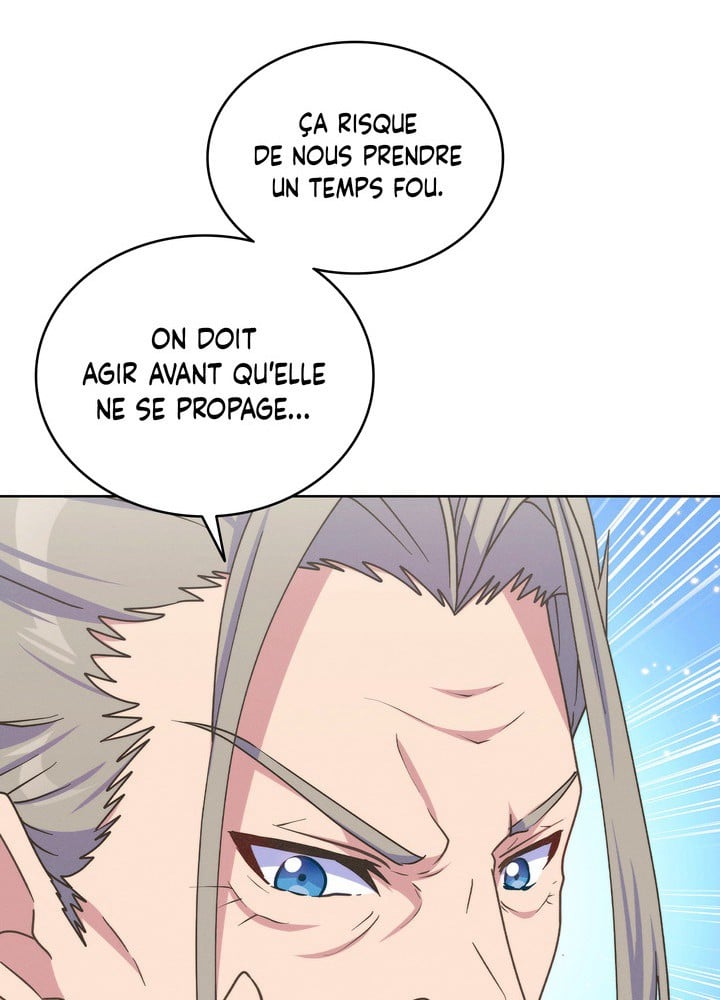 ÇA RISQUE
DE NOUS PRENDRE
UN TEMPS FOU.
ON DOIT
AGIR AVANT QU'ELLE
NE SE PROPAGE...